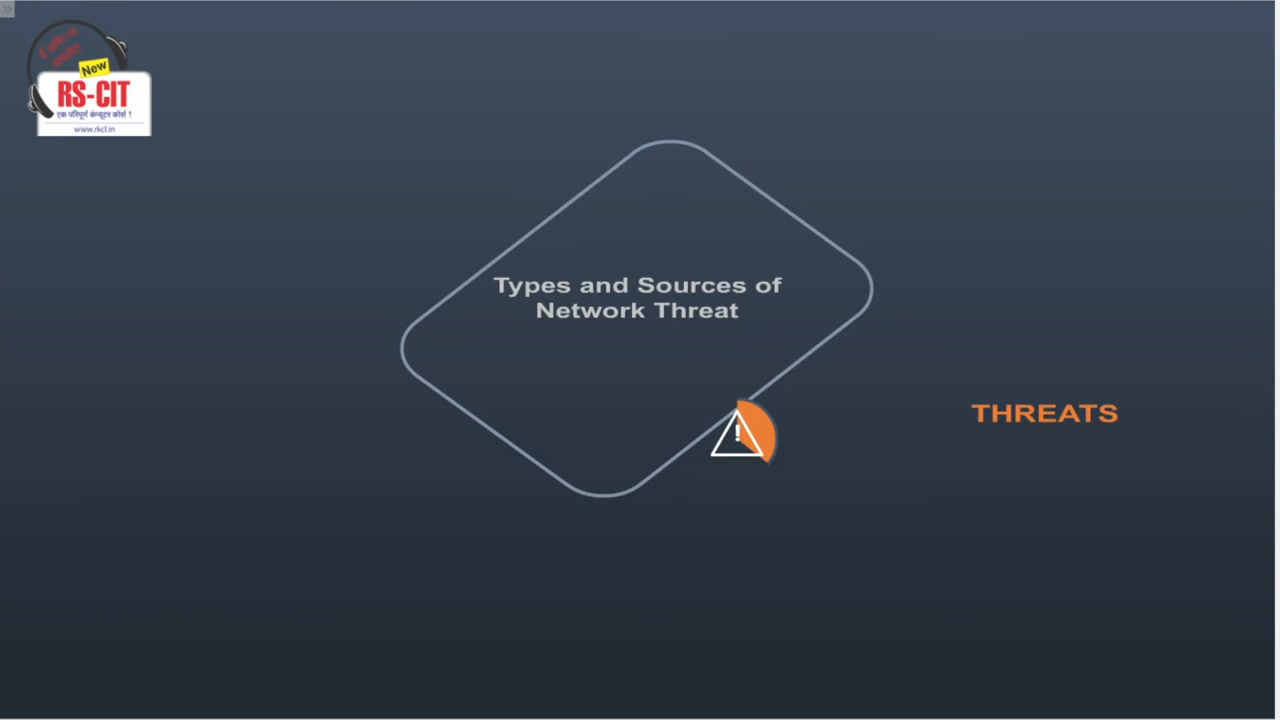 New
RS-CIT
एक परिपूर्ण कंप्यूटर कोर्स !
www.rkcl.in
Types and Sources of
Network Threat
THREATS
!